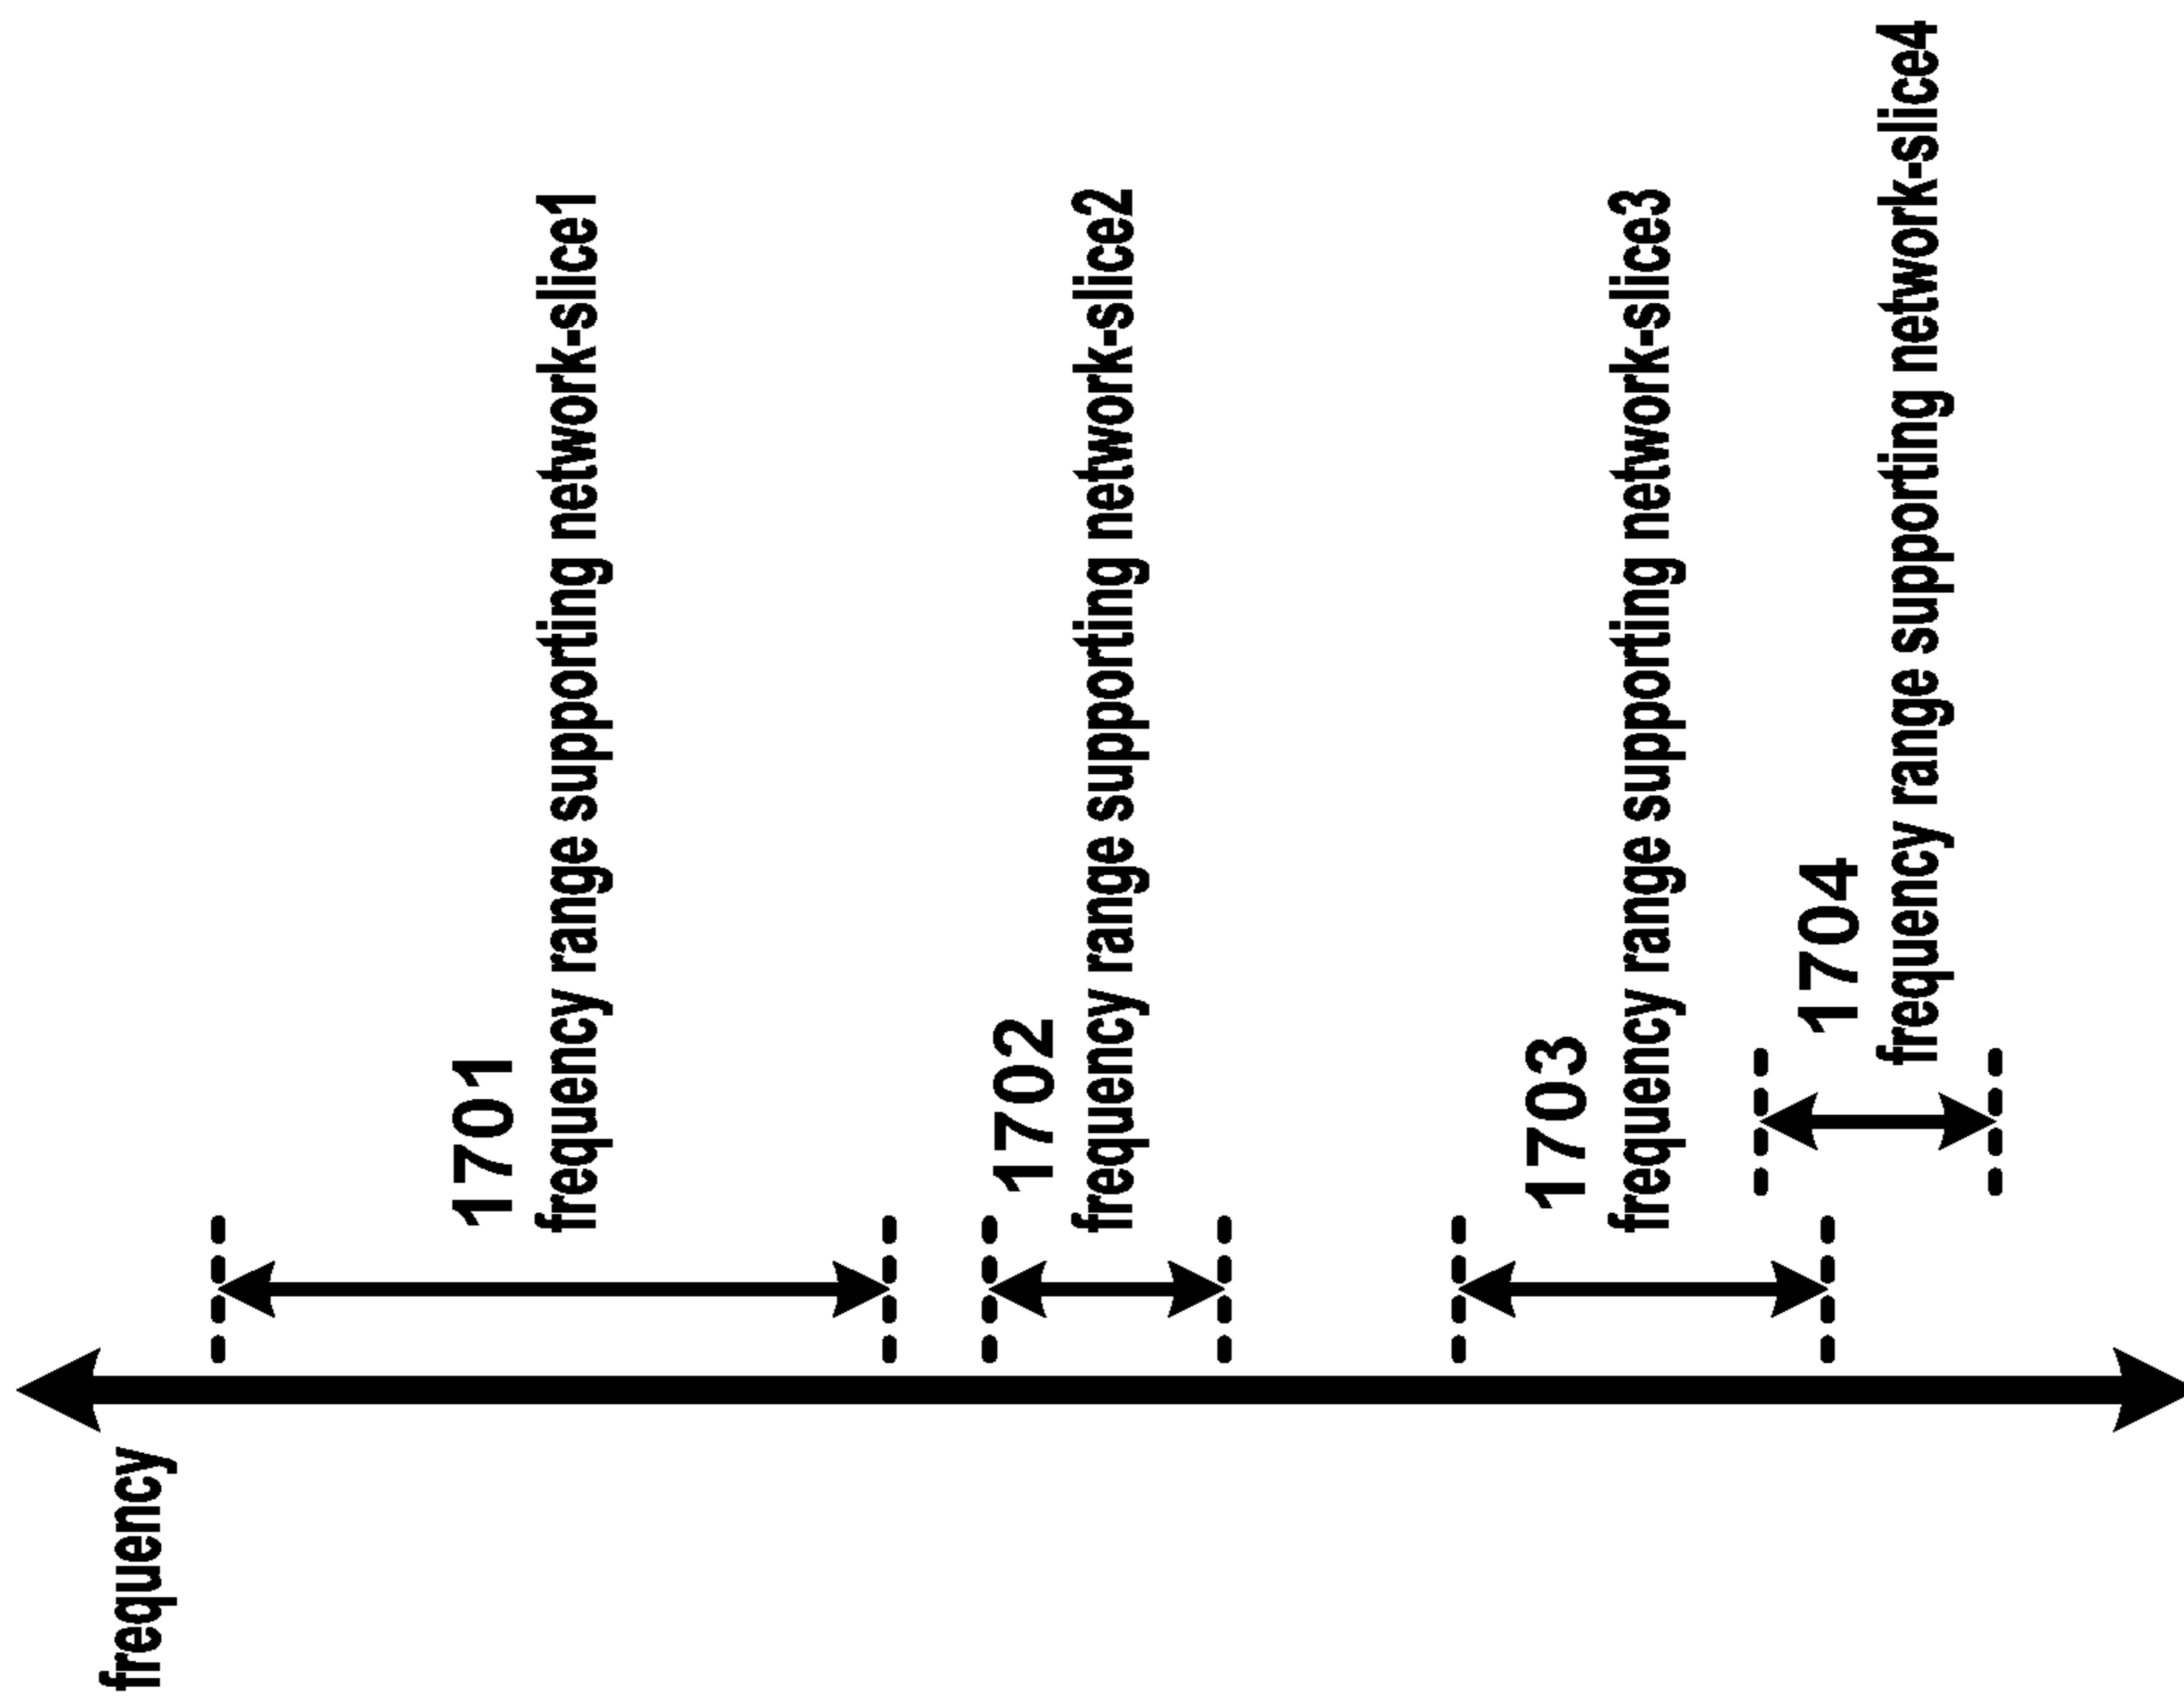 frequency
1701
frequency range supporting network-slice1
1702
frequency range supporting network-slice2
1703
frequency range supporting network-slice3
1704
frequency range supporting network-slice4